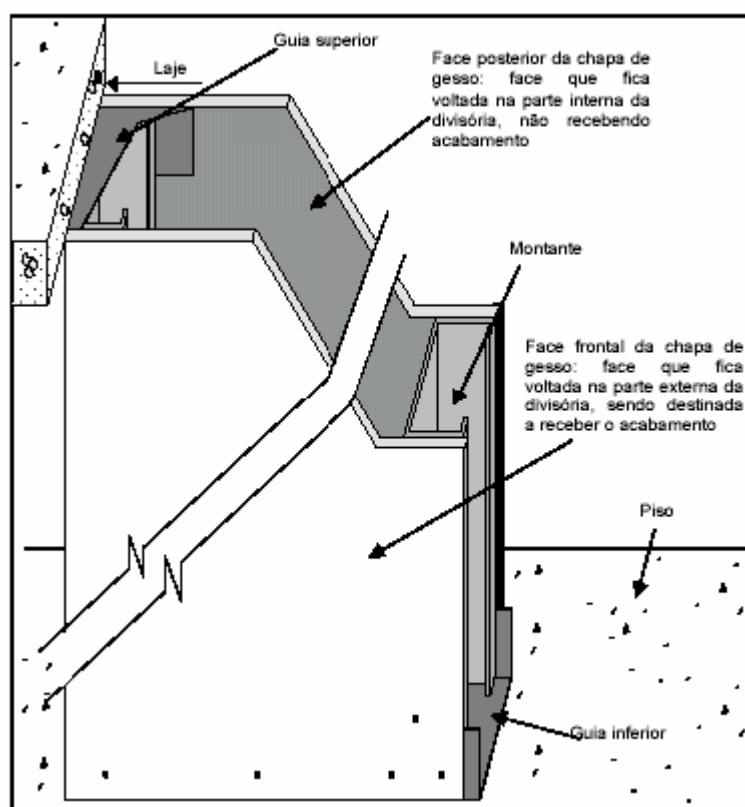 Guia superior
Laje
Face posterior da chapa de
gesso: face que fica
voltada na parte interna da
divisória, não recebendo
acabamento
Montante
Face frontal da chapa de
gesso: face que fica
voltada na parte externa da
divisória, sendo destinada
a receber o acabamento
Piso
Guia inferior